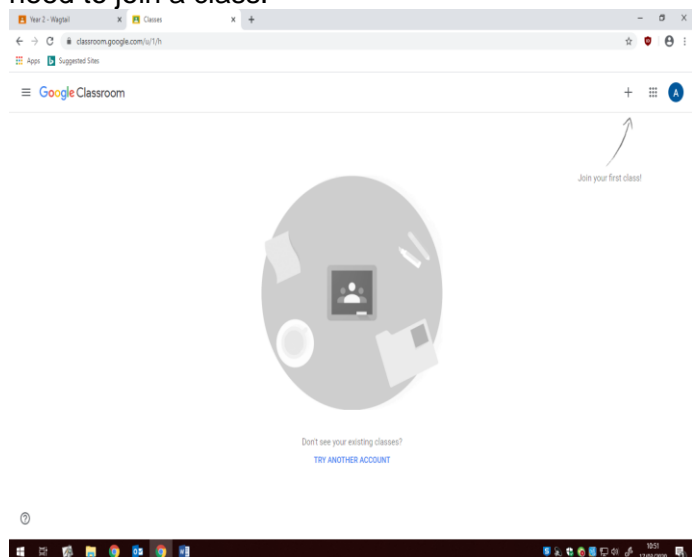 need to join a class.
Year 2 - Wagtail
Classes
classroom.google.com/u/1/h
Apps
Suggested Sites
Google Classroom
A
Join your first class!
Don't see your existing classes?
TRY ANOTHER ACCOUNT
10:51